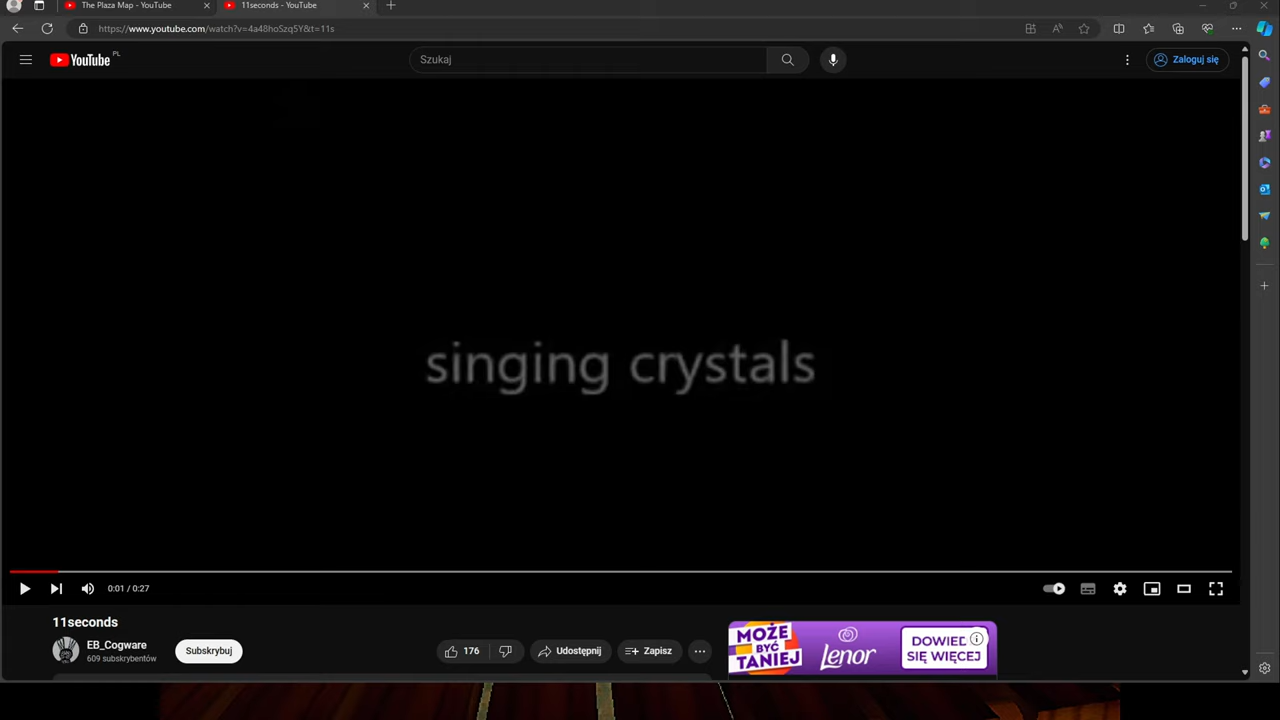 The Plaza Map - YouTube
11seconds - YouTube
https://www.youtube.com/watch?v=4a48hoSzq5Y&t=11s
YouTube PL
Szukaj
Zaloguj się
singing crystals
0:01 / 0:27
11seconds
EB_Cogware
609 subskrybentów
Subskrybuj
176
Udostępnij
Zapisz
MOŻE
BYĆ
TANIEJ
Lenor
DOWIED
SIĘ WIĘCEJ